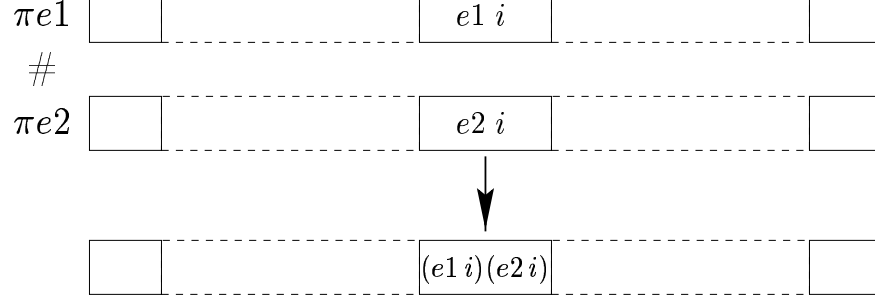 πe1 e1 i
#
πe2 e2 i
(e1 i)(e2 i)